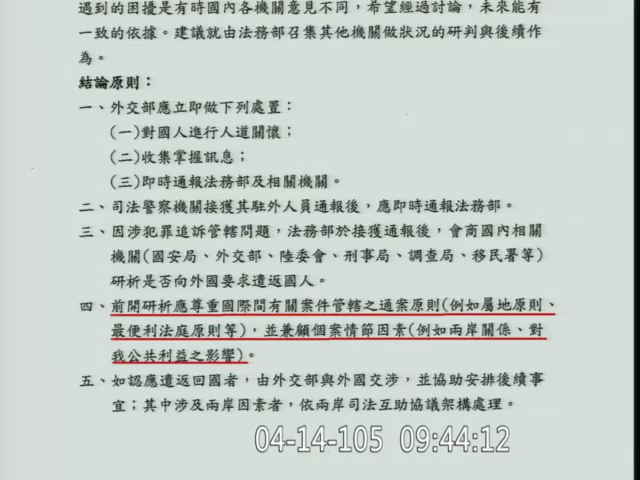 遇到的困擾是有時國內各機關意見不同，希望經過討論，未來能有
一致的依據。建議就由法務部召集其他機關做狀況的研判與後續作
為。
結論原則：
一、外交部應立即做下列處置：
(一)對國人進行人道關懷；
(二)收集掌握訊息；
(三)即時通報法務部及相關機關。
二、司法警察機關接獲其駐外人員通報後，應即時通報法務部。
三、因涉犯罪追訴管轄問題，法務部於接獲通報後，會商國內相關
機關(國安局、外交部、陸委會、刑事局、調查局、移民署等)
研析是否向外國要求遣返國人。
四、前開研析應尊重國際間有關案件管轄之通案原則(例如屬地原則、
最便利法庭原則等)，並兼顧個案情節因素(例如兩岸關係、對
我公共利益之影響)。
五、如認應遣返回國者，由外交部與外國交涉，並協助安排後續事
宜；其中涉及兩岸因素者，依兩岸司法互助協議架構處理。
04-14-105 09:44:12